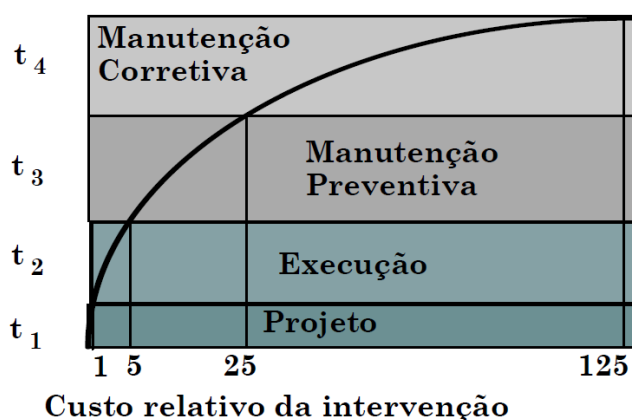 t 4
Manutenção
Corretiva
t 3
Manutenção
Preventiva
t 2
Execução
t 1
Projeto
1 5 25 125
Custo relativo da intervenção